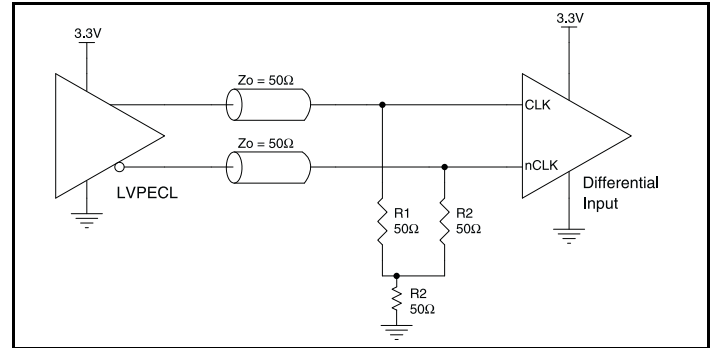 3.3V
3.3V
Zo = 50Ω
CLK
Zo = 50Ω
nCLK
LVPECL
Differential
Input
R1
50Ω
R2
50Ω
R2
50Ω